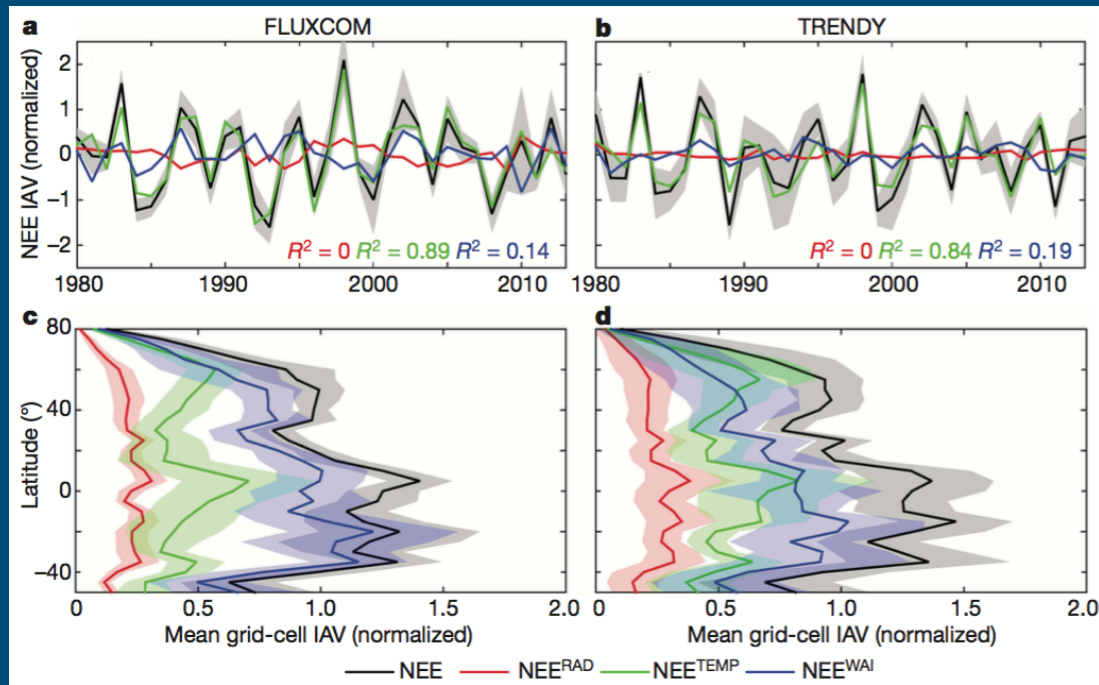 a FLUXCOM
b TRENDY
NEE IAV (normalized)
2
1
0
−1
−2
R² = 0 R² = 0.89 R² = 0.14
R² = 0 R² = 0.84 R² = 0.19
1980 1990 2000 2010
1980 1990 2000 2010
c
d
Latitude (°)
80
40
0
−40
0 0.5 1.0 1.5 2.0
0 0.5 1.0 1.5 2.0
Mean grid-cell IAV (normalized)
Mean grid-cell IAV (normalized)
NEE NEE^RAD NEE^TEMP NEE^WAI